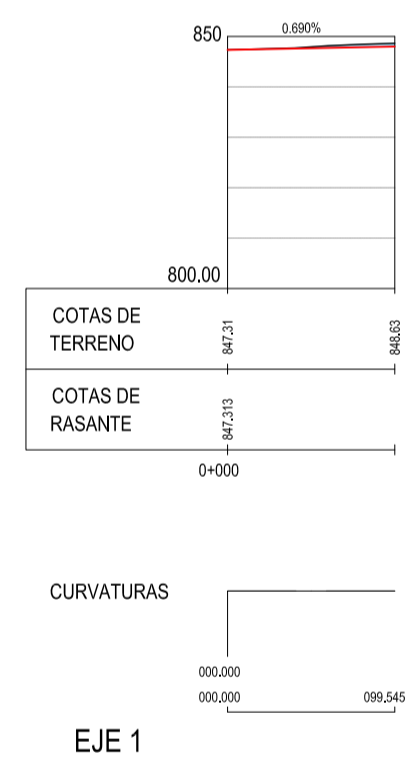 850
0.690%
800.00
COTAS DE
TERRENO
847.31
848.63
COTAS DE
RASANTE
847.313
0+000
CURVATURAS
000.000
000.000
099.545
EJE 1